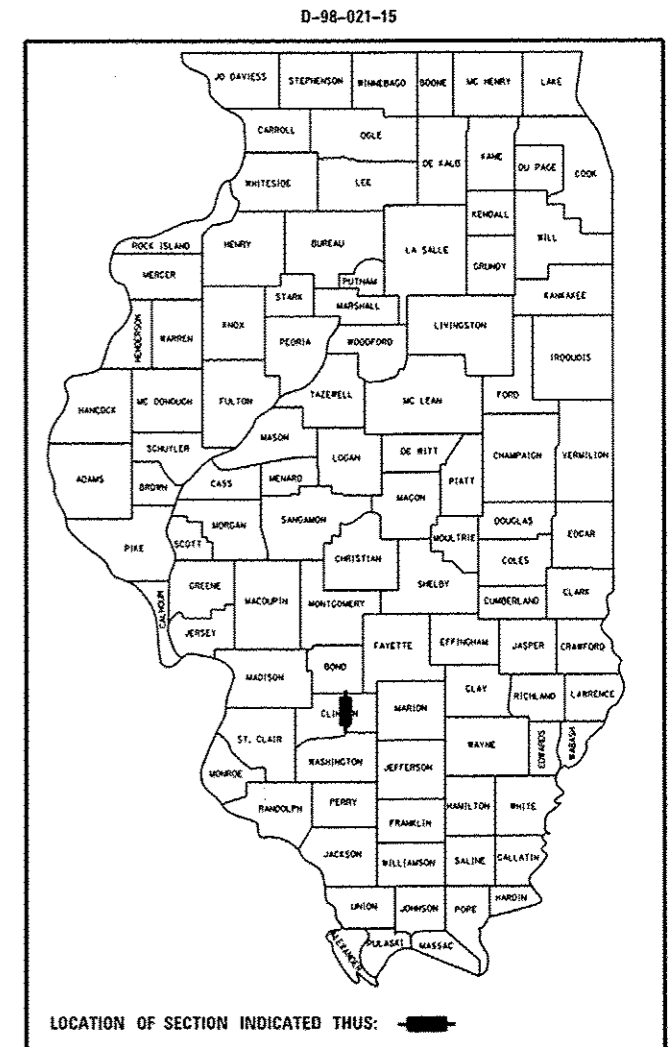 D-98-021-15
JO DAVIESS STEPHENSON WINNEBAGO BOONE MC HENRY LAKE
CARROLL OGLE DE KALB KANE DU PAGE COOK
WHITESIDE LEE
KENDALL WILL
ROCK ISLAND HENRY BUREAU LA SALLE GRUNDY
MERCER PUTNAM KANKAKEE
STARK MARSHALL
HENDERSON WARREN KNOX PEORIA WOODFORD LIVINGSTON IROQUOIS
HANCOCK MC DONOUGH FULTON TAZEWELL MC LEAN FORD
MASON
SCHUYLER LOGAN DE WITT CHAMPAIGN VERMILION
ADAMS BROWN CASS MENARD PIATT
MACON
PIKE SCOTT MORGAN SANGAMON MOULTRIE DOUGLAS EDGAR
CHRISTIAN COLES
CALHOUN GREENE MACOUPIN MONTGOMERY SHELBY CUMBERLAND CLARK
JERSEY
FAYETTE EFFINGHAM JASPER CRAWFORD
MADISON BOND
CLAY RICHLAND LAWRENCE
CLIN N MARION
ST. CLAIR WAYNE EDWARDS WABASH
WASHINGTON JEFFERSON
MONROE
RANDOLPH PERRY HAMILTON WHITE
FRANKLIN
JACKSON WILLIAMSON SALINE GALLATIN
UNION JOHNSON POPE HARDIN
ALEXANDER PULASKI MASSAC
LOCATION OF SECTION INDICATED THUS: